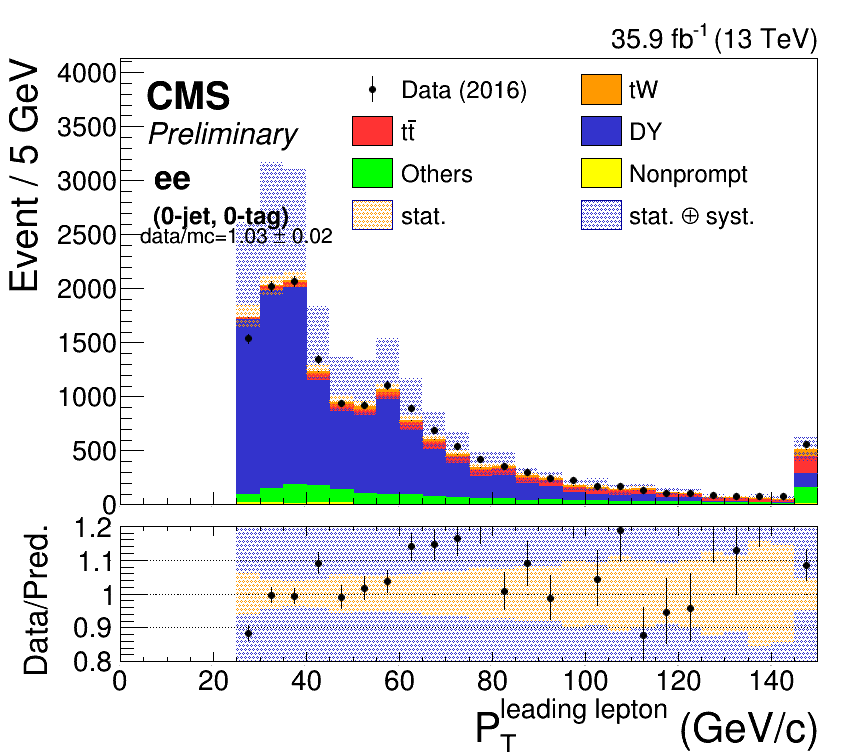 35.9 fb⁻¹ (13 TeV)
Event / 5 GeV
4000
3500
3000
2500
2000
1500
1000
500
0
CMS
Preliminary
ee
(0-jet, 0-tag)
data/mc=1.03 ± 0.02
Data (2016)
tW
tt̄
DY
Others
Nonprompt
stat.
stat. ⊕ syst.
Data/Pred.
1.2
1.1
1
0.9
0.8
0 20 40 60 80 100 120 140
P_T^leading lepton (GeV/c)